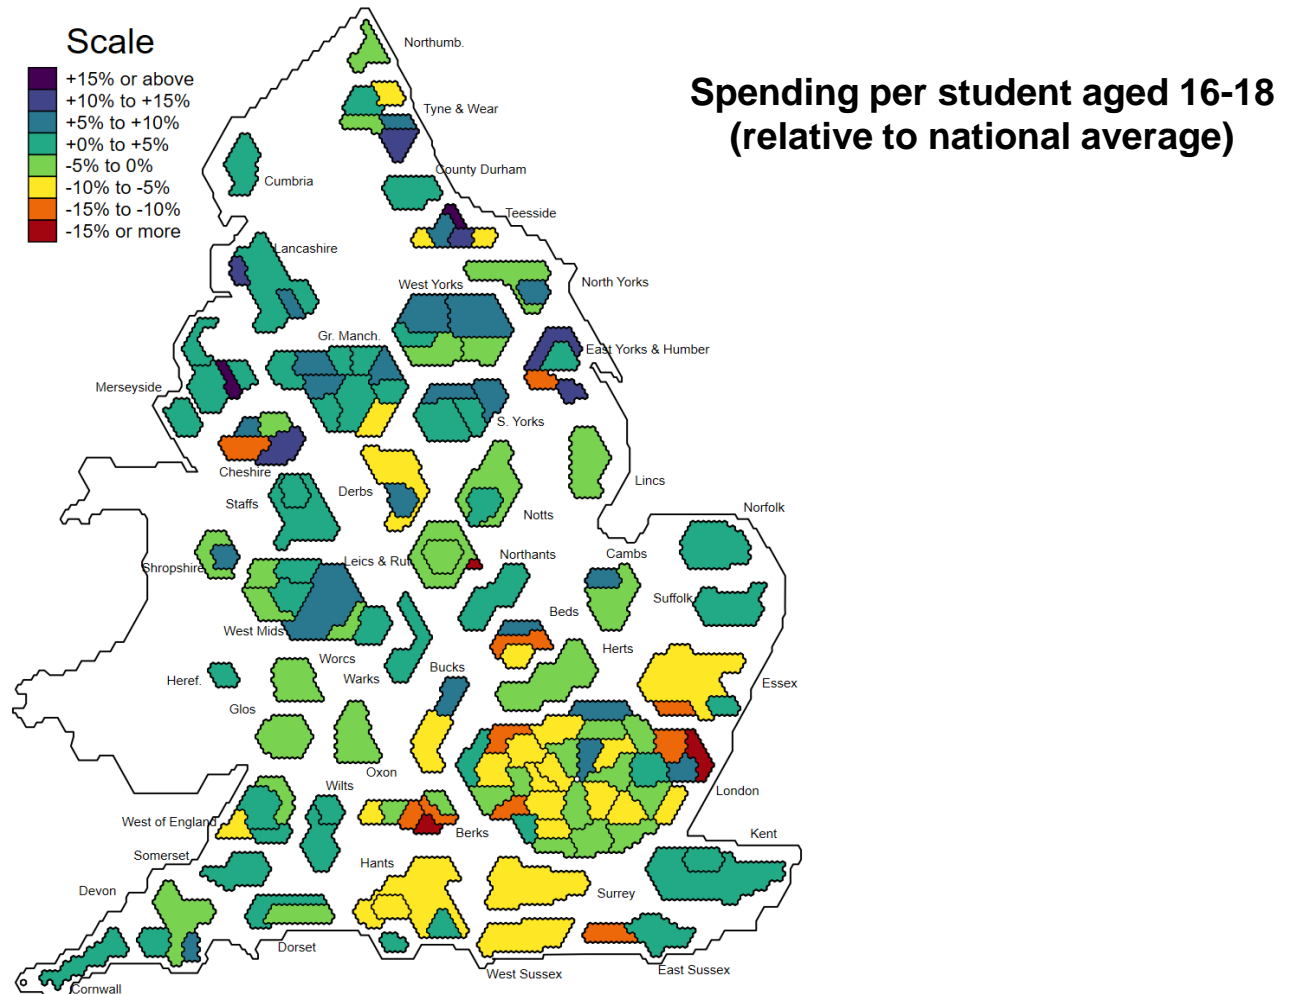 Scale
+15% or above
+10% to +15%
+5% to +10%
+0% to +5%
-5% to 0%
-10% to -5%
-15% to -10%
-15% or more
Spending per student aged 16-18
(relative to national average)
Northumb.
Tyne & Wear
County Durham
Cumbria
Teesside
Lancashire
North Yorks
West Yorks
Gr. Manch.
East Yorks & Humber
Merseyside
S. Yorks
Cheshire
Lincs
Derbs
Staffs
Notts
Norfolk
Shropshire
Leics & Rut
Northants
Cambs
Suffolk
Beds
West Mids
Herts
Worcs
Bucks
Heref.
Warks
Essex
Glos
Oxon
Wilts
London
West of England
Berks
Kent
Somerset
Hants
Devon
Surrey
Dorset
West Sussex
East Sussex
Cornwall